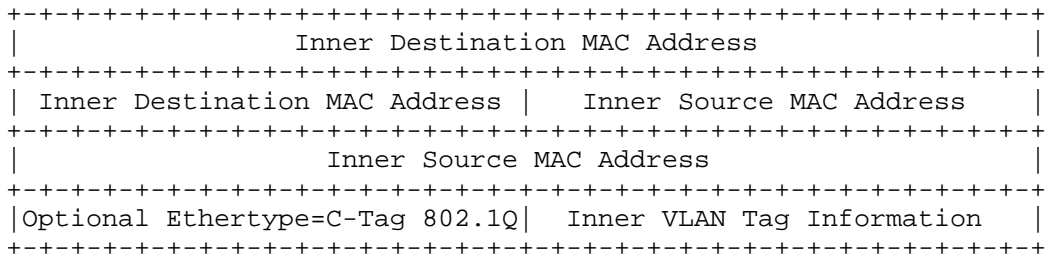 +-+-+-+-+-+-+-+-+-+-+-+-+-+-+-+-+-+-+-+-+-+-+-+-+-+-+-+-+-+-+-+-+
| Inner Destination MAC Address |
+-+-+-+-+-+-+-+-+-+-+-+-+-+-+-+-+-+-+-+-+-+-+-+-+-+-+-+-+-+-+-+-+
| Inner Destination MAC Address | Inner Source MAC Address |
+-+-+-+-+-+-+-+-+-+-+-+-+-+-+-+-+-+-+-+-+-+-+-+-+-+-+-+-+-+-+-+-+
| Inner Source MAC Address |
+-+-+-+-+-+-+-+-+-+-+-+-+-+-+-+-+-+-+-+-+-+-+-+-+-+-+-+-+-+-+-+-+
|Optional Ethertype=C-Tag 802.1Q| Inner VLAN Tag Information |
+-+-+-+-+-+-+-+-+-+-+-+-+-+-+-+-+-+-+-+-+-+-+-+-+-+-+-+-+-+-+-+-+